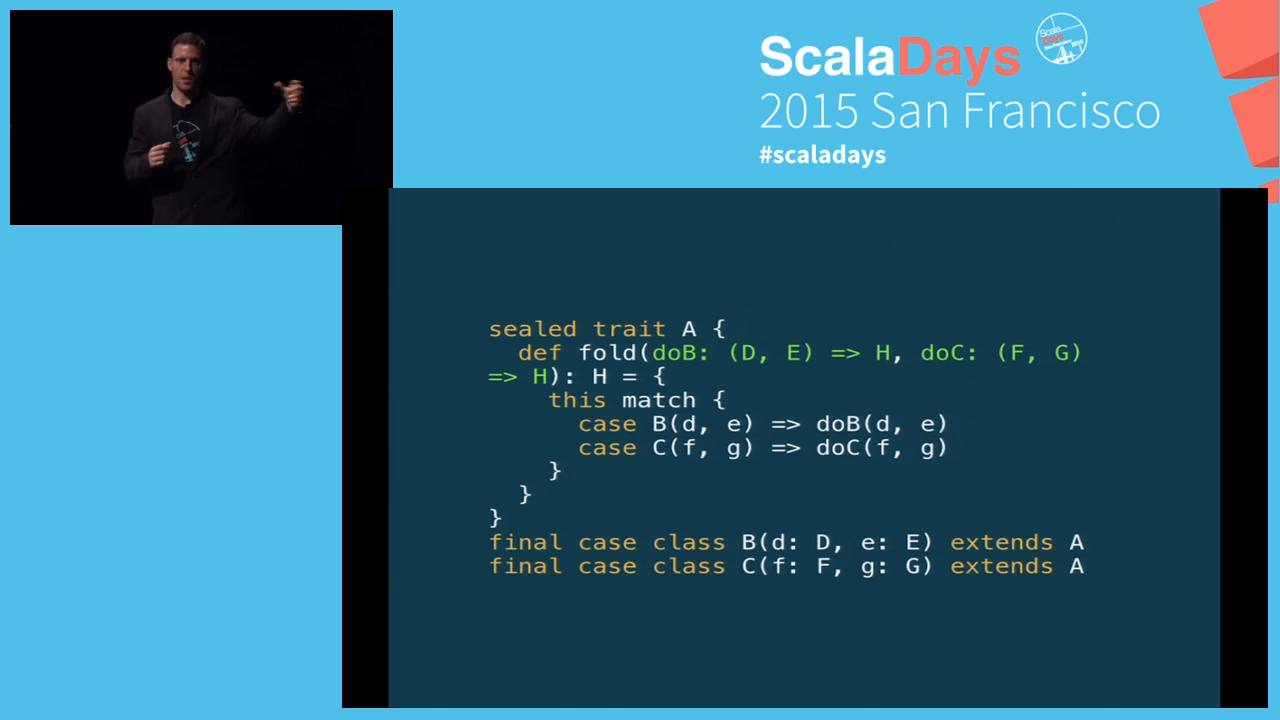 ScalaDays
2015 San Francisco
#scaladays
sealed trait A {
def fold(doB: (D, E) => H, doC: (F, G)
=> H): H = {
this match {
case B(d, e) => doB(d, e)
case C(f, g) => doC(f, g)
}
}
}
final case class B(d: D, e: E) extends A
final case class C(f: F, g: G) extends A